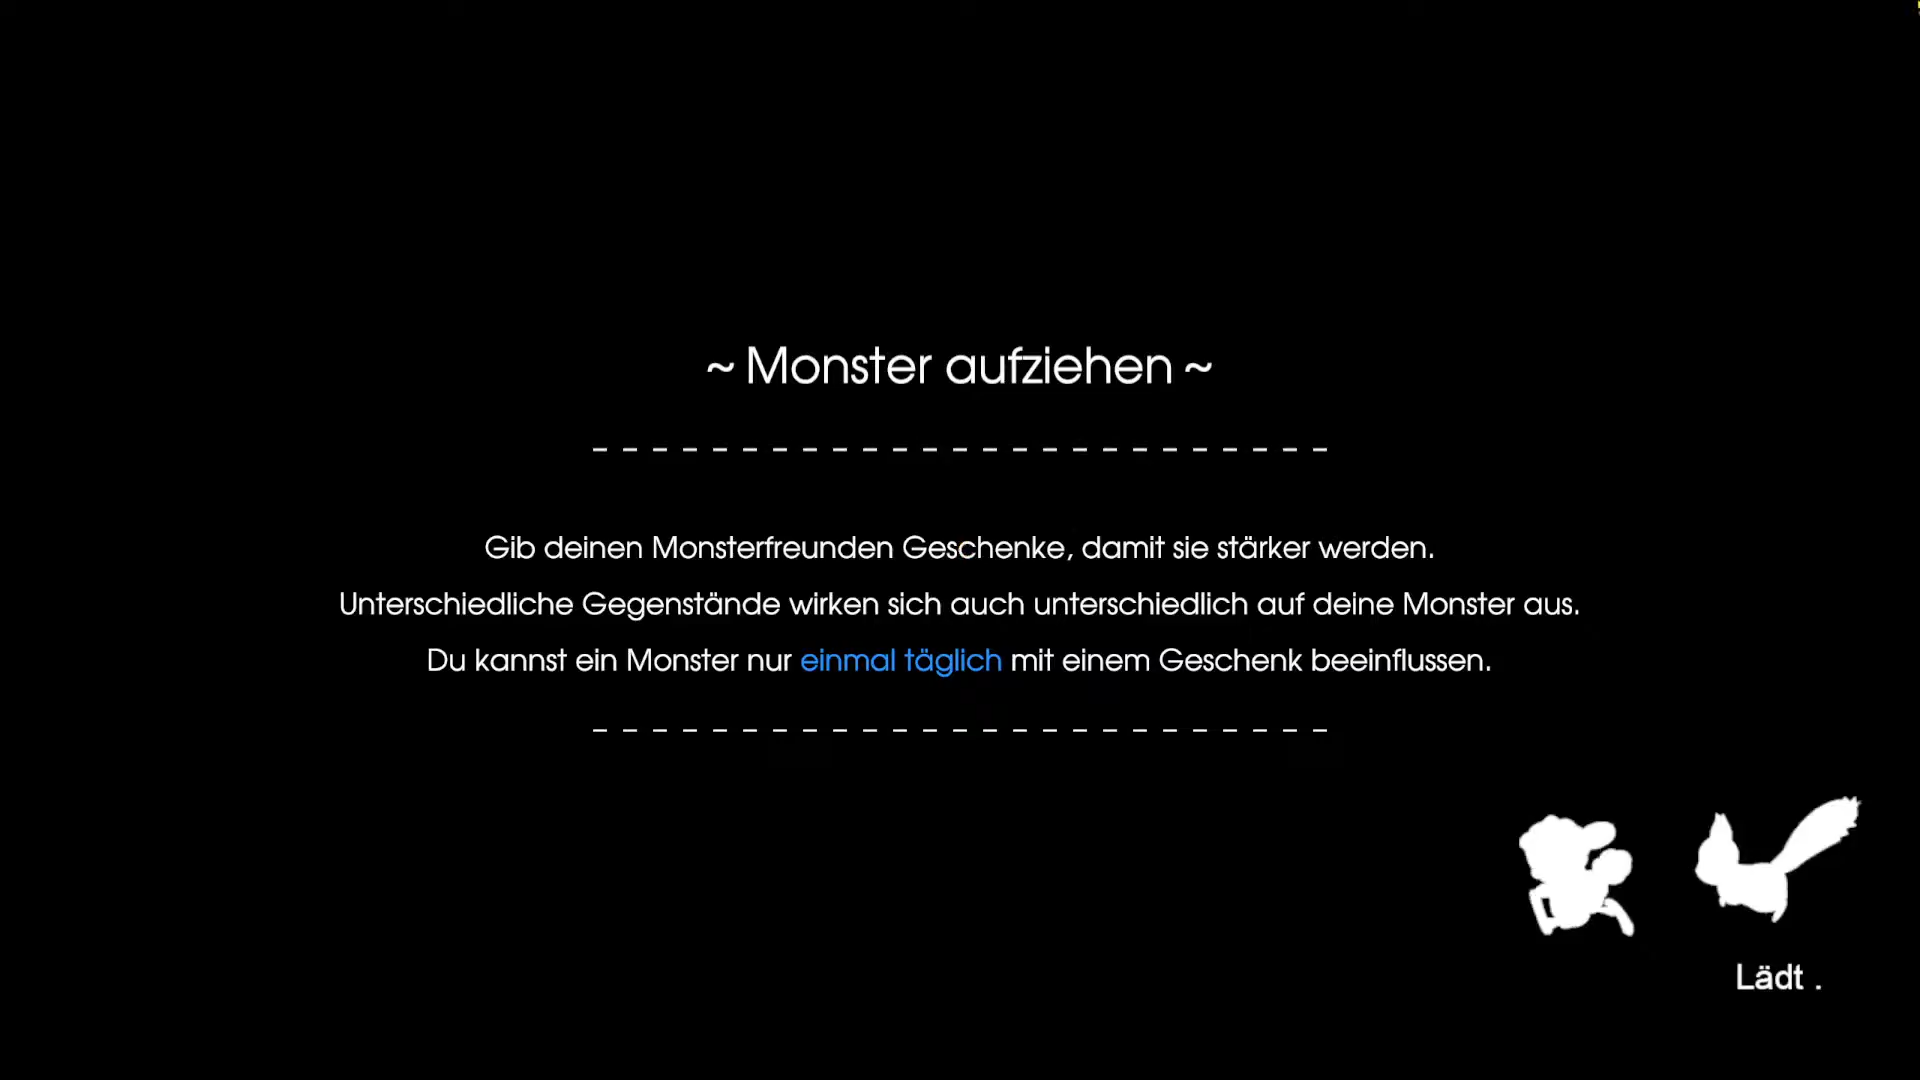 ~ Monster aufziehen ~
- - - - - - - - - - - - - - - - - - - - - - - - -
Gib deinen Monsterfreunden Geschenke, damit sie stärker werden.
Unterschiedliche Gegenstände wirken sich auch unterschiedlich auf deine Monster aus.
Du kannst ein Monster nur einmal täglich mit einem Geschenk beeinflussen.
- - - - - - - - - - - - - - - - - - - - - - - - -
Lädt .